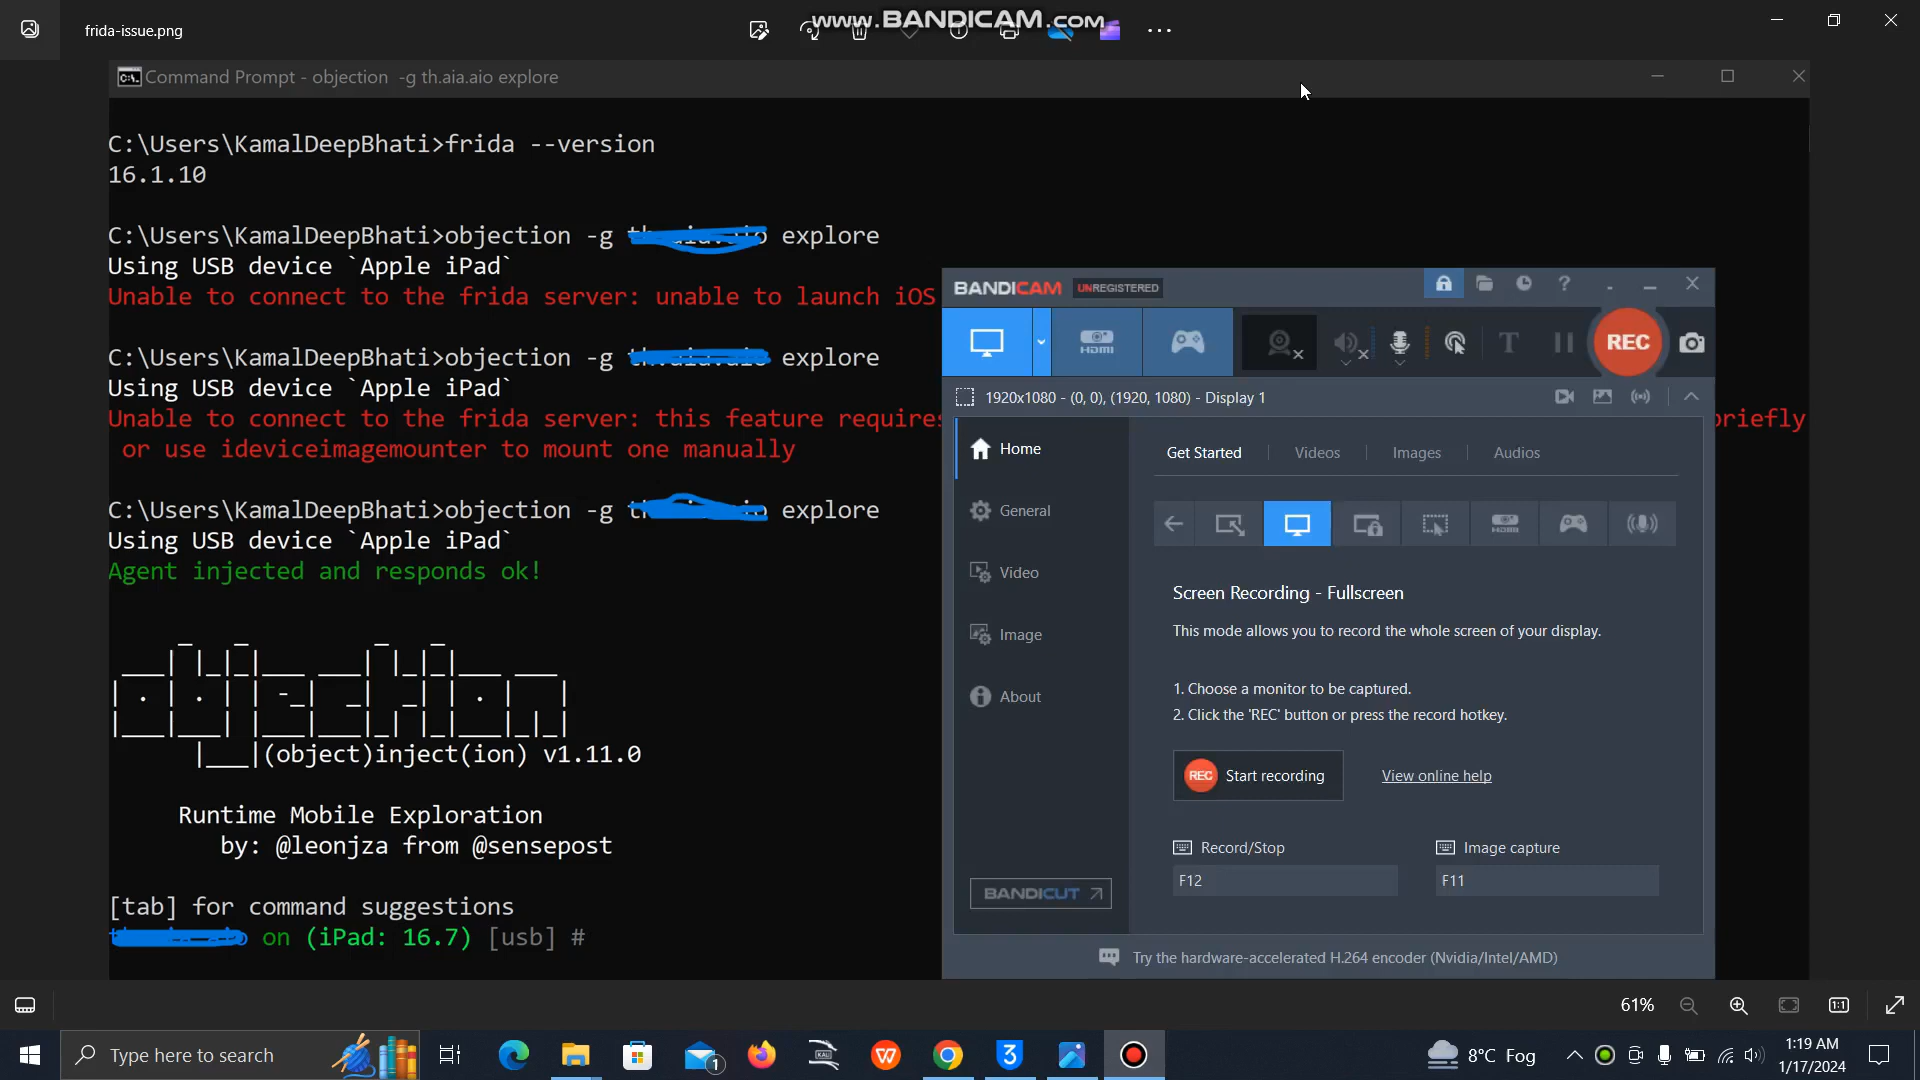 www.BANDICAM.com
frida-issue.png
Command Prompt - objection  -g th.aia.aio explore
C:\Users\KamalDeepBhati>frida --version
16.1.10
C:\Users\KamalDeepBhati>objection -g explore
Using USB device `Apple iPad`
Unable to connect to the frida server: unable to launch iOS
C:\Users\KamalDeepBhati>objection -g explore
Using USB device `Apple iPad`
Unable to connect to the frida server: this feature requires briefly
or use ideviceimagemounter to mount one manually
C:\Users\KamalDeepBhati>objection -g explore
Using USB device `Apple iPad`
Agent injected and responds ok!
objection
(object)inject(ion) v1.11.0
Runtime Mobile Exploration
by: @leonjza from @sensepost
[tab] for command suggestions
on (iPad: 16.7) [usb] #
BANDICAM UNREGISTERED
HDMI
T
REC
1920x1080 - (0, 0), (1920, 1080) - Display 1
Home
General
Video
Image
About
BANDICUT
Get Started
Videos
Images
Audios
HDMI
Screen Recording - Fullscreen
This mode allows you to record the whole screen of your display.
1. Choose a monitor to be captured.
2. Click the 'REC' button or press the record hotkey.
REC Start recording
View online help
Record/Stop
F12
Image capture
F11
Try the hardware-accelerated H.264 encoder (Nvidia/Intel/AMD)
61%
1:1
Type here to search
1
8°C Fog
1:19 AM
1/17/2024